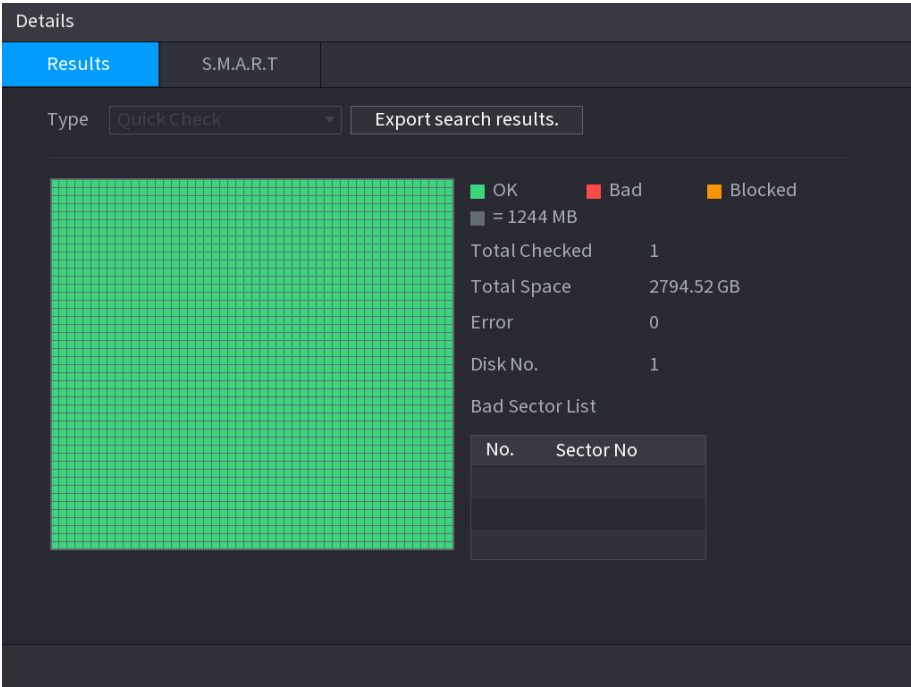 Details
Results S.M.A.R.T
Type Quick Check Export search results.
OK Bad Blocked
= 1244 MB
Total Checked 1
Total Space 2794.52 GB
Error 0
Disk No. 1
Bad Sector List
No. Sector No